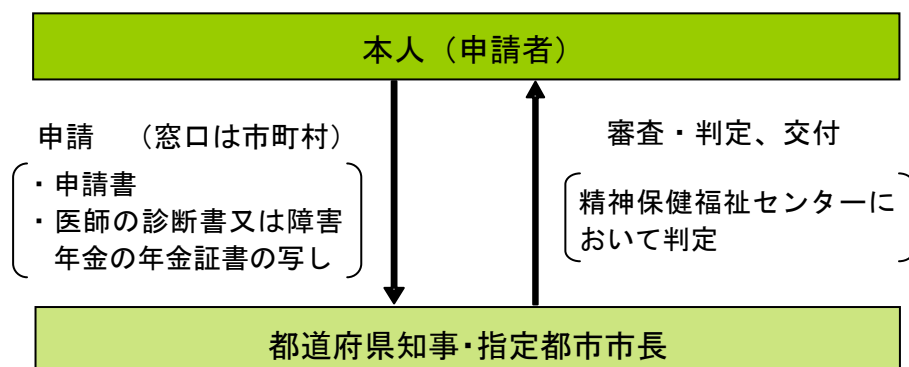 本人（申請者）
申請　（窓口は市町村）
・申請書
・医師の診断書又は障害
年金の年金証書の写し
審査・判定、交付
精神保健福祉センターに
おいて判定
都道府県知事・指定都市市長